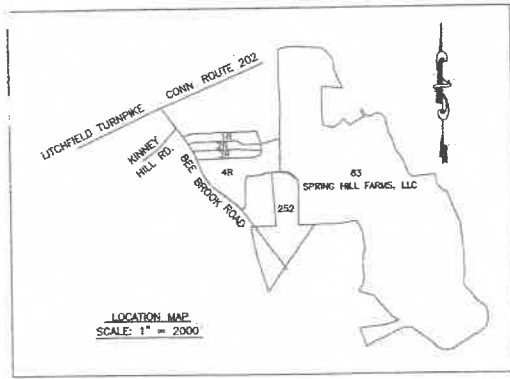 LITCHFIELD TURNPIKE CONN ROUTE 202
KINNEY
HILL RD.
BEE BROOK ROAD
4R
83
SPRING HILL FARMS, LLC
252
LOCATION MAP
SCALE: 1" = 2000